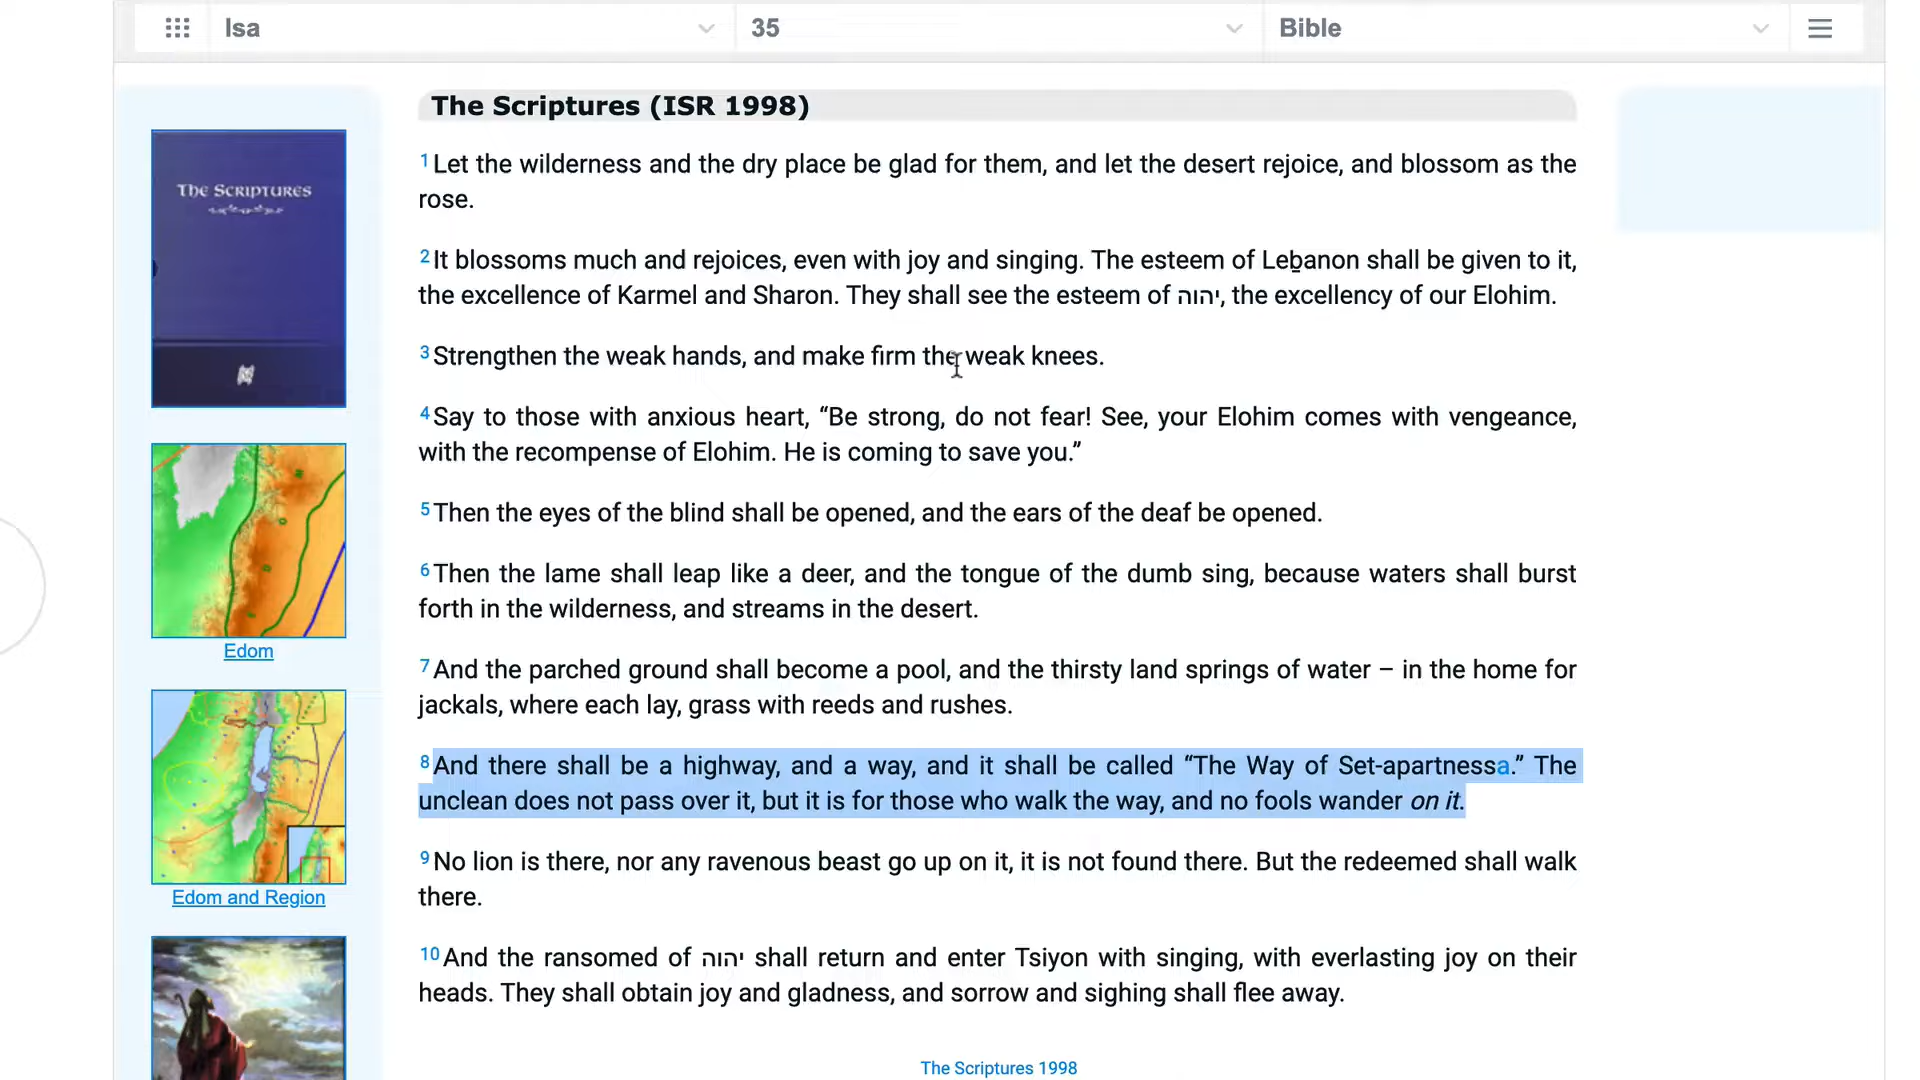 Isa
35
Bible
The Scriptures (ISR 1998)
The Scriptures
1 Let the wilderness and the dry place be glad for them, and let the desert rejoice, and blossom as the
rose.
2 It blossoms much and rejoices, even with joy and singing. The esteem of Leḇanon shall be given to it,
the excellence of Karmel and Sharon. They shall see the esteem of יהוה, the excellency of our Elohim.
3 Strengthen the weak hands, and make firm the weak knees.
4 Say to those with anxious heart, “Be strong, do not fear! See, your Elohim comes with vengeance,
with the recompense of Elohim. He is coming to save you.”
5 Then the eyes of the blind shall be opened, and the ears of the deaf be opened.
6 Then the lame shall leap like a deer, and the tongue of the dumb sing, because waters shall burst
forth in the wilderness, and streams in the desert.
Edom
7 And the parched ground shall become a pool, and the thirsty land springs of water – in the home for
jackals, where each lay, grass with reeds and rushes.
8 And there shall be a highway, and a way, and it shall be called “The Way of Set-apartnessa.” The
unclean does not pass over it, but it is for those who walk the way, and no fools wander on it.
9 No lion is there, nor any ravenous beast go up on it, it is not found there. But the redeemed shall walk
there.
Edom and Region
10 And the ransomed of יהוה shall return and enter Tsiyon with singing, with everlasting joy on their
heads. They shall obtain joy and gladness, and sorrow and sighing shall flee away.
The Scriptures 1998